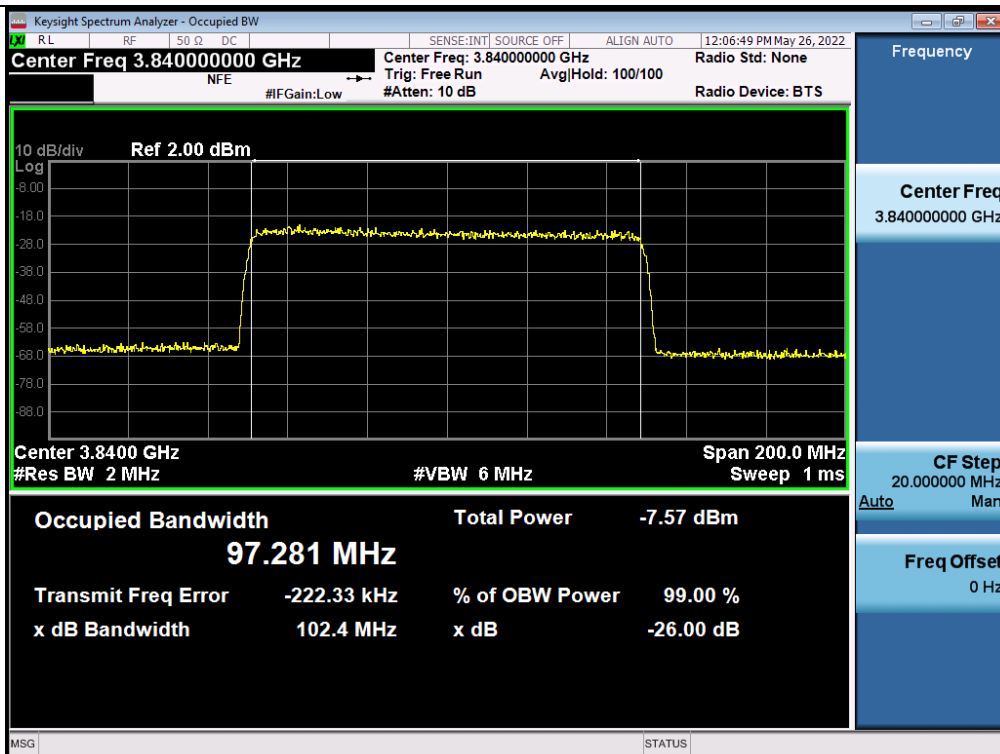 Keysight Spectrum Analyzer - Occupied BW
LXI RL RF 50 Ω DC SENSE:INT SOURCE OFF ALIGN AUTO 12:06:49 PM May 26, 2022
Center Freq 3.840000000 GHz
NFE
#IFGain:Low
Center Freq: 3.840000000 GHz
Trig: Free Run Avg|Hold: 100/100
#Atten: 10 dB
Radio Std: None
Radio Device: BTS
10 dB/div Ref 2.00 dBm
Log
-8.00
-18.0
-28.0
-38.0
-48.0
-58.0
-68.0
-78.0
-88.0
Center 3.8400 GHz Span 200.0 MHz
#Res BW 2 MHz #VBW 6 MHz Sweep 1 ms
Occupied Bandwidth Total Power -7.57 dBm
97.281 MHz
Transmit Freq Error -222.33 kHz % of OBW Power 99.00 %
x dB Bandwidth 102.4 MHz x dB -26.00 dB
MSG STATUS
Frequency
Center Freq
3.840000000 GHz
CF Step
20.000000 MHz
Auto Man
Freq Offset
0 Hz